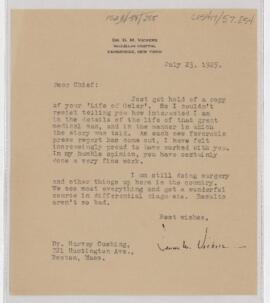 CUS417/57.254
DR. D. M. VICKERS
McCLELLAN HOSPITAL
CAMBRIDGE, NEW YORK
July 23, 1925.
Dear Chief:
Just got hold of a copy
of your 'Life of Osler'. So I couldn't
resist telling you how interested I am
in the details of the life of that great
medical man, and in the manner in which
the story was told. As each new favorable
press report has come out, I have felt
increasingly proud to have worked with you.
In my humble opinion, you have certainly
done a very fine work.
I am still doing surgery
and other things up here in the country.
We see most everything and get a wonderful
course in differential diagnosis. Results
aren't so bad.
Best wishes,
Dr. Harvey Cushing,
721 Huntington Ave.,
Boston, Mass.